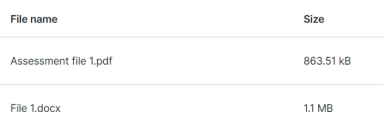 File name Size
Assessment file 1.pdf 863.51 kB
File 1.docx 1.1 MB